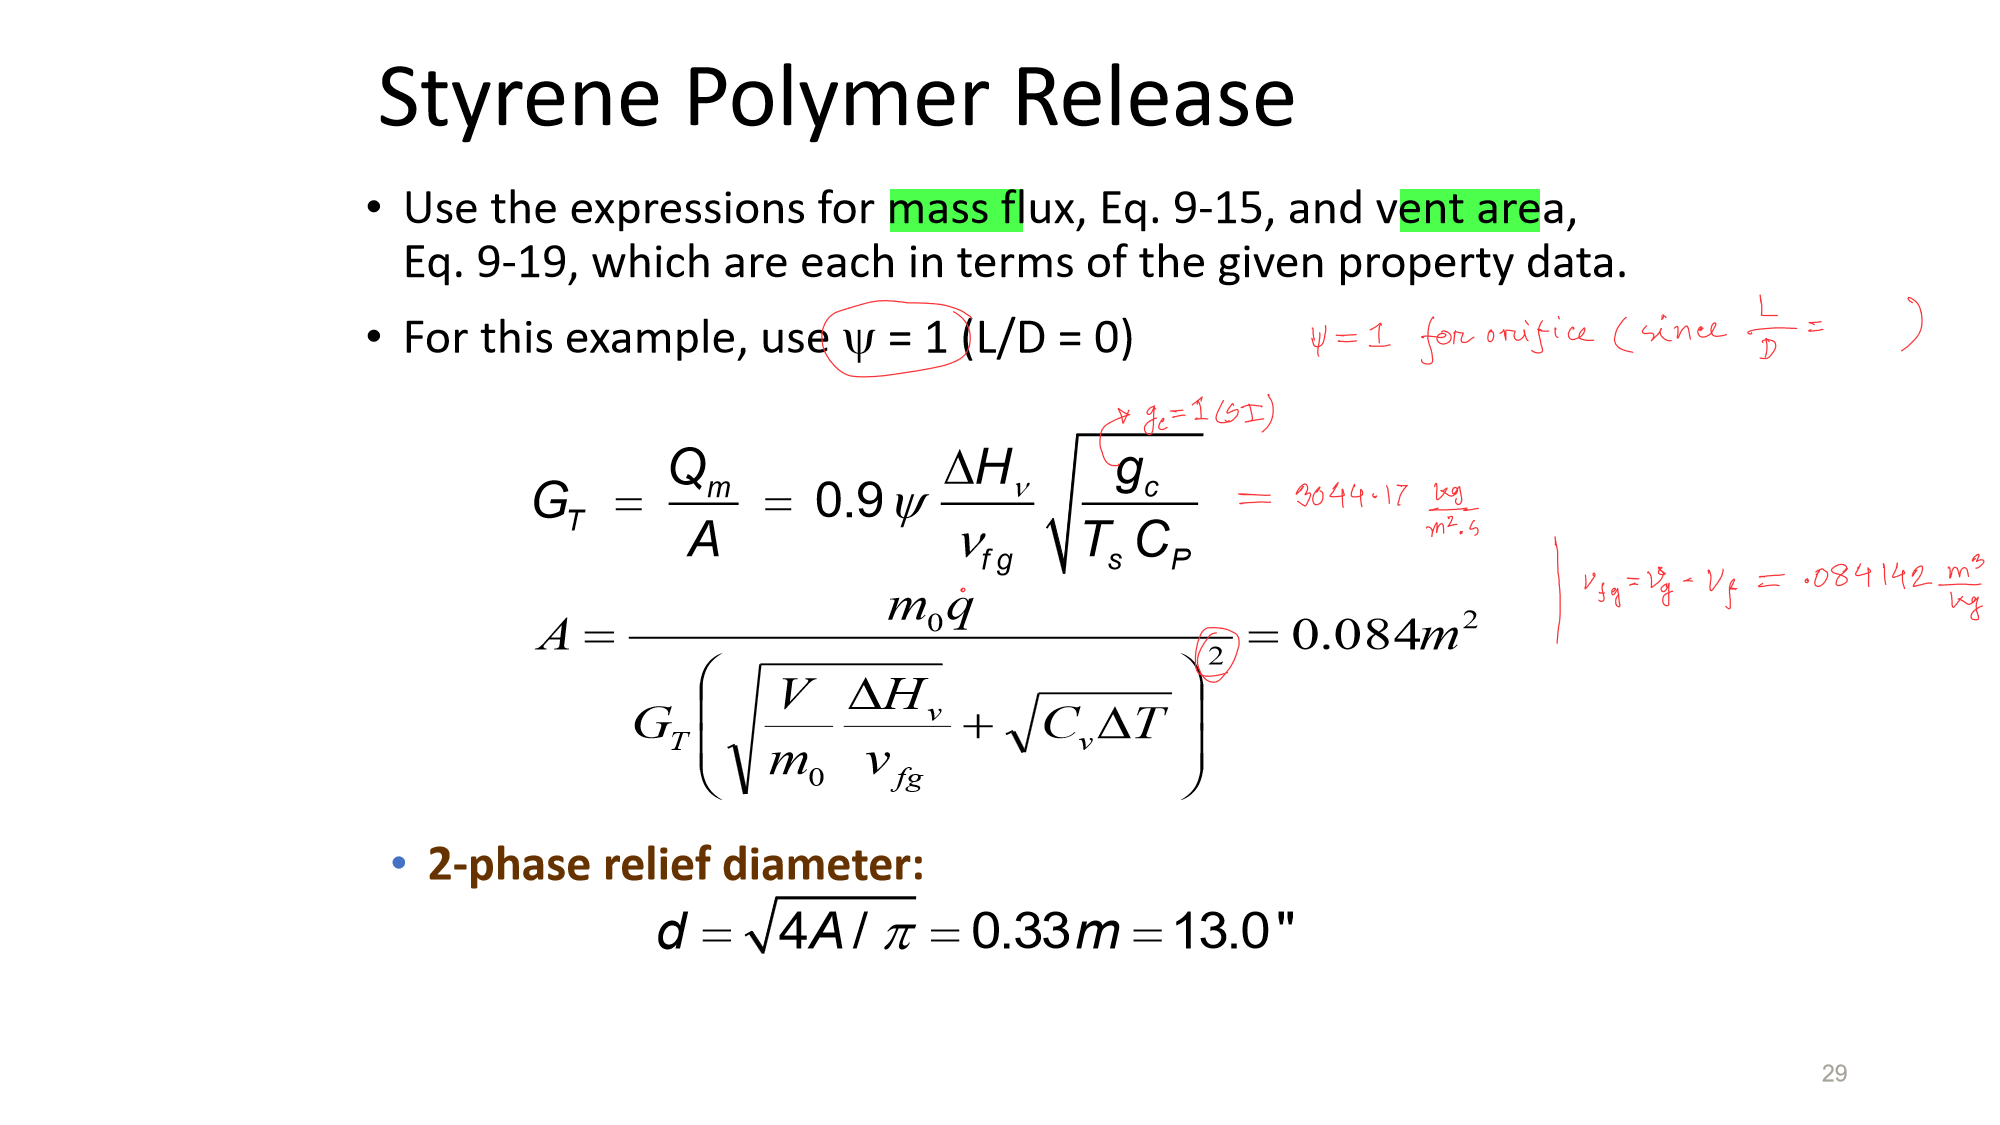 Styrene Polymer Release
• Use the expressions for mass flux, Eq. 9-15, and vent area,
Eq. 9-19, which are each in terms of the given property data.
• For this example, use ψ = 1 (L/D = 0)
ψ = 1 for orifice (since L/D = )
→ g_c = 1 (SI)
G_T = Q_m / A = 0.9 ψ ΔH_v / v_fg √(g_c / (T_s C_P)) = 3044.17 kg/(m².s)
v_fg = v_g - v_f = .084142 m³/kg
A = m₀q̇ / (G_T (√(V/m₀ ΔH_v/v_fg) + √(C_v ΔT))²) = 0.084m²
• 2-phase relief diameter:
d = √(4A / π) = 0.33m = 13.0"
29